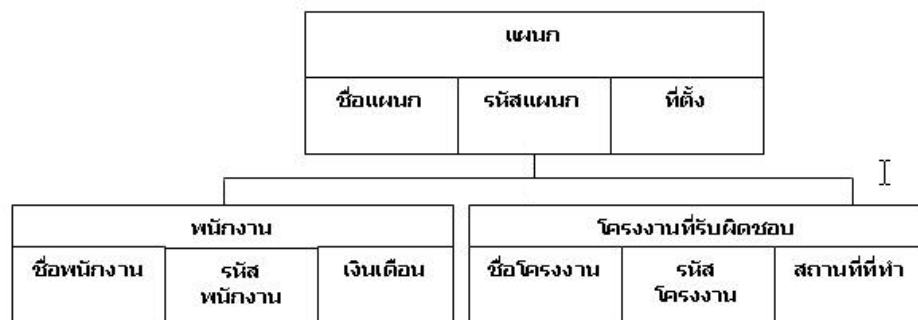 แผนก
ชื่อแผนก รหัสแผนก ที่ตั้ง
พนักงาน
ชื่อพนักงาน รหัส เงินเดือน
พนักงาน
โครงงานที่รับผิดชอบ
ชื่อโครงงาน รหัส สถานที่ที่ทำ
โครงงาน